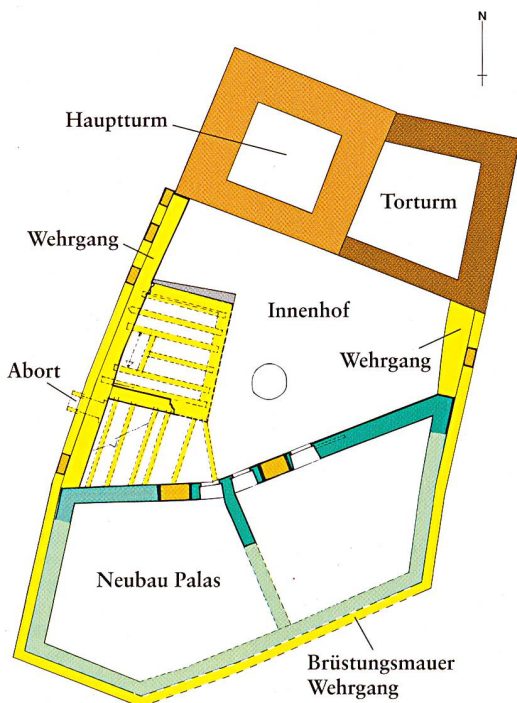 N
Hauptturm
Torturm
Wehrgang
Innenhof
Wehrgang
Abort
Neubau Palas
Brüstungsmauer
Wehrgang